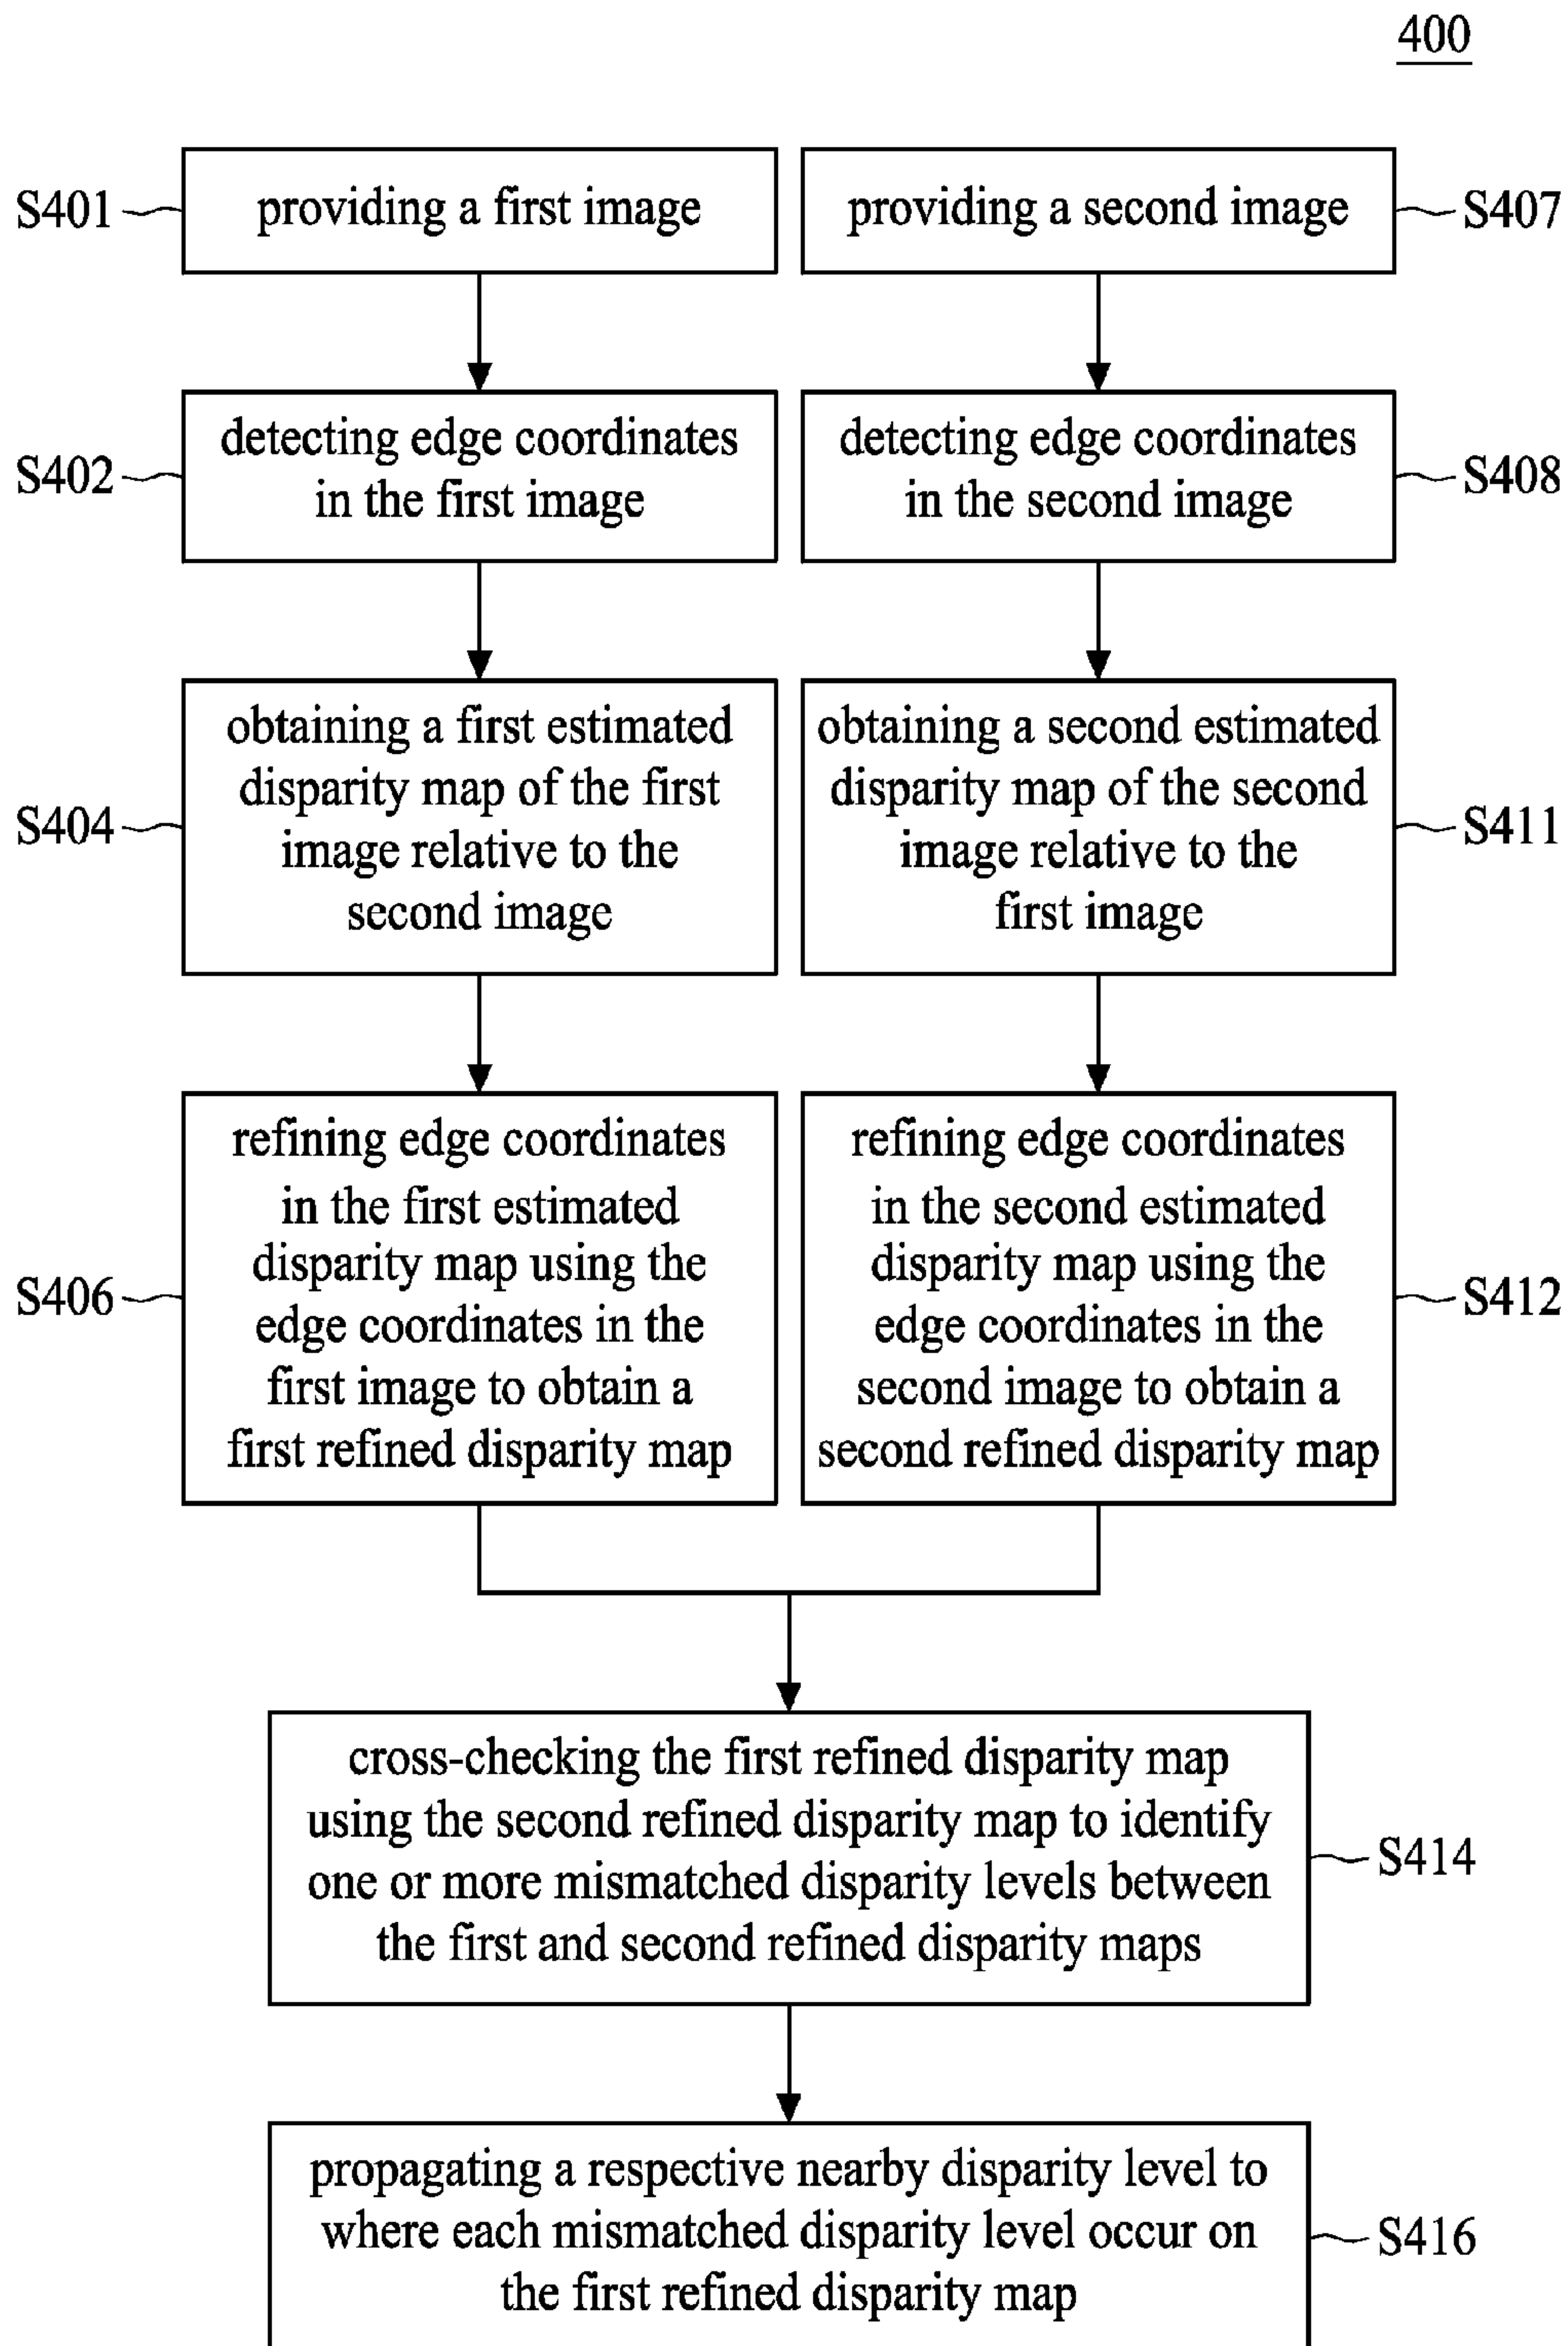 400
S401
providing a first image
providing a second image
S407
S402
detecting edge coordinates
in the first image
detecting edge coordinates
in the second image
S408
S404
obtaining a first estimated
disparity map of the first
image relative to the
second image
obtaining a second estimated
disparity map of the second
image relative to the
first image
S411
S406
refining edge coordinates
in the first estimated
disparity map using the
edge coordinates in the
first image to obtain a
first refined disparity map
refining edge coordinates
in the second estimated
disparity map using the
edge coordinates in the
second image to obtain a
second refined disparity map
S412
cross-checking the first refined disparity map
using the second refined disparity map to identify
one or more mismatched disparity levels between
the first and second refined disparity maps
S414
propagating a respective nearby disparity level to
where each mismatched disparity level occur on
the first refined disparity map
S416